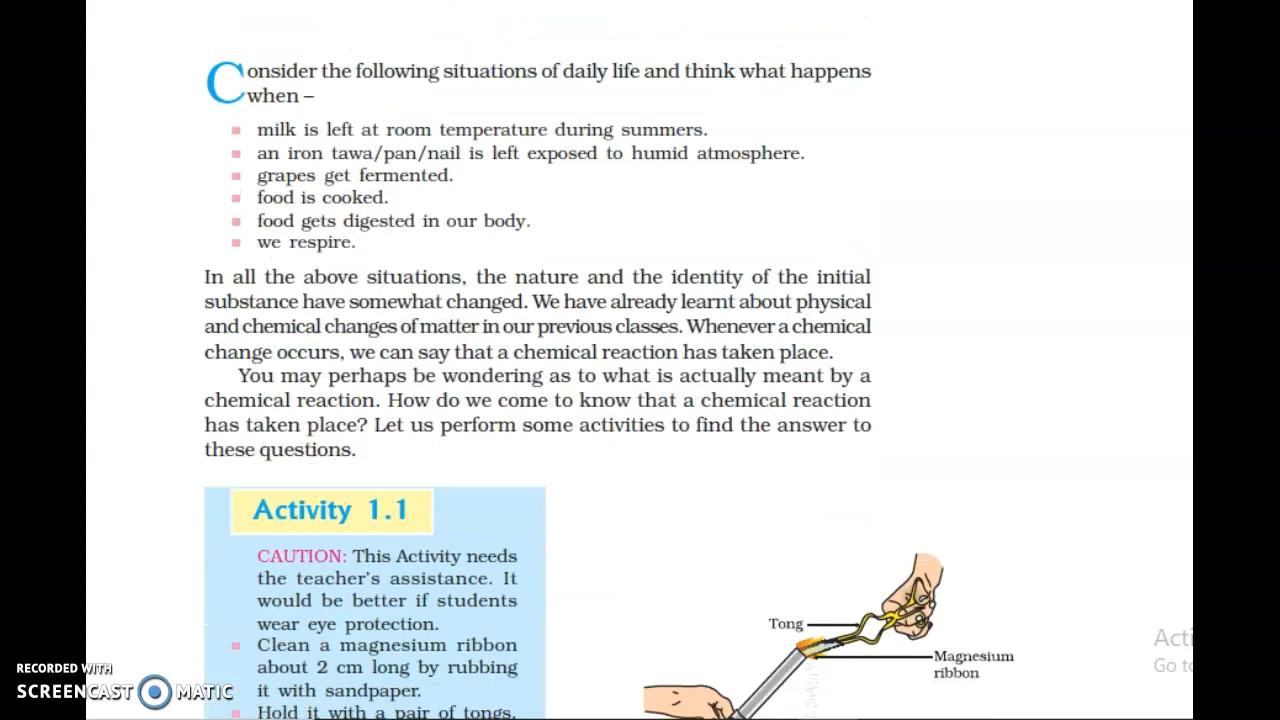 Consider the following situations of daily life and think what happens
when –
milk is left at room temperature during summers.
an iron tawa/pan/nail is left exposed to humid atmosphere.
grapes get fermented.
food is cooked.
food gets digested in our body.
we respire.
In all the above situations, the nature and the identity of the initial
substance have somewhat changed. We have already learnt about physical
and chemical changes of matter in our previous classes. Whenever a chemical
change occurs, we can say that a chemical reaction has taken place.
You may perhaps be wondering as to what is actually meant by a
chemical reaction. How do we come to know that a chemical reaction
has taken place? Let us perform some activities to find the answer to
these questions.
Activity 1.1
CAUTION: This Activity needs
the teacher's assistance. It
would be better if students
wear eye protection.
Clean a magnesium ribbon
about 2 cm long by rubbing
it with sandpaper.
Hold it with a pair of tongs.
Tong
Magnesium
ribbon
Acti
Go to
RECORDED WITH
SCREENCAST MATIC